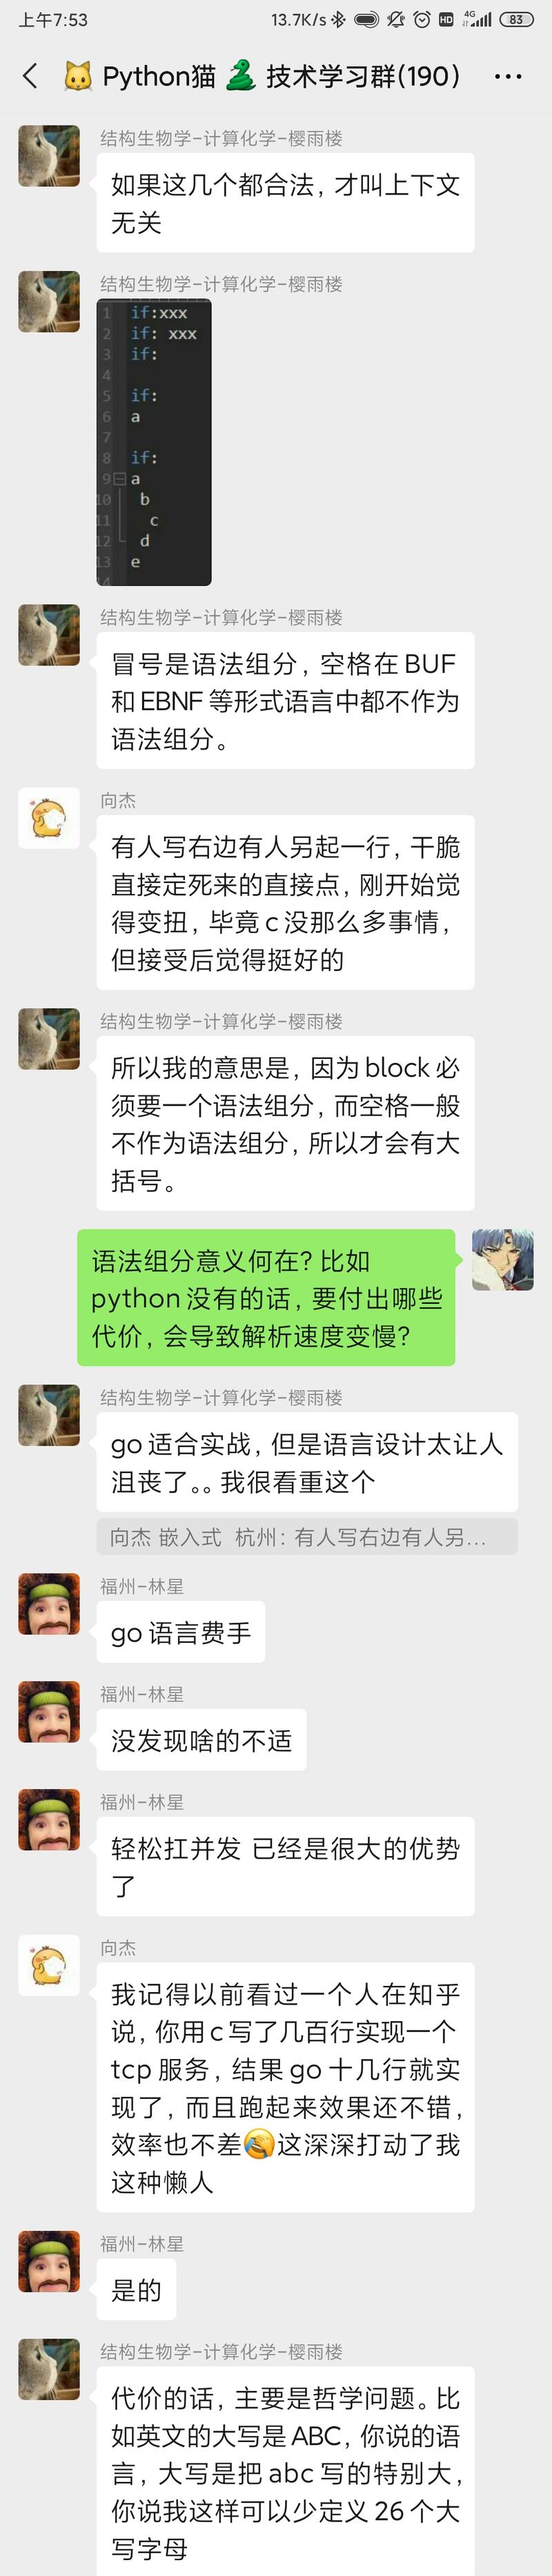 上午7:53 13.7K/s HD 4G 83
Python猫 技术学习群(190)
结构生物学-计算化学-樱雨楼
如果这几个都合法，才叫上下文
无关
结构生物学-计算化学-樱雨楼
1 if:xxx
2 if: xxx
3 if:
4
5 if:
6 a
7
8 if:
9 a
10 b
11 c
12 d
13 e
14
结构生物学-计算化学-樱雨楼
冒号是语法组分，空格在 BUF
和 EBNF 等形式语言中都不作为
语法组分。
向杰
有人写右边有人另起一行，干脆
直接定死来的直接点，刚开始觉
得变扭，毕竟 c 没那么多事情，
但接受后觉得挺好的
结构生物学-计算化学-樱雨楼
所以我的意思是，因为 block 必
须要一个语法组分，而空格一般
不作为语法组分，所以才会有大
括号。
语法组分意义何在？比如
python 没有的话，要付出哪些
代价，会导致解析速度变慢？
结构生物学-计算化学-樱雨楼
go 适合实战，但是语言设计太让人
沮丧了。。我很看重这个
向杰 嵌入式 杭州：有人写右边有人另...
福州-林星
go 语言费手
福州-林星
没发现啥的不适
福州-林星
轻松扛并发 已经是很大的优势
了
向杰
我记得以前看过一个人在知乎
说，你用 c 写了几百行实现一个
tcp 服务，结果 go 十几行就实
现了，而且跑起来效果还不错，
效率也不差🤣这深深打动了我
这种懒人
福州-林星
是的
结构生物学-计算化学-樱雨楼
代价的话，主要是哲学问题。比
如英文的大写是 ABC，你说的语
言，大写是把 abc 写的特别大，
你说我这样可以少定义 26 个大
写字母